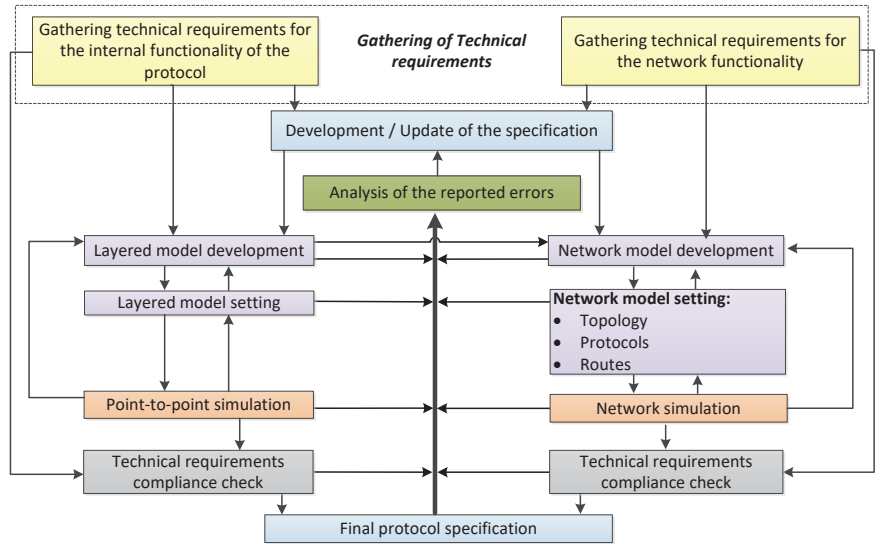 Gathering technical requirements for
the internal functionality of the
protocol
Gathering of Technical
requirements
Gathering technical requirements for
the network functionality
Development / Update of the specification
Analysis of the reported errors
Layered model development
Network model development
Layered model setting
Network model setting:
● Topology
● Protocols
● Routes
Point-to-point simulation
Network simulation
Technical requirements
compliance check
Technical requirements
compliance check
Final protocol specification